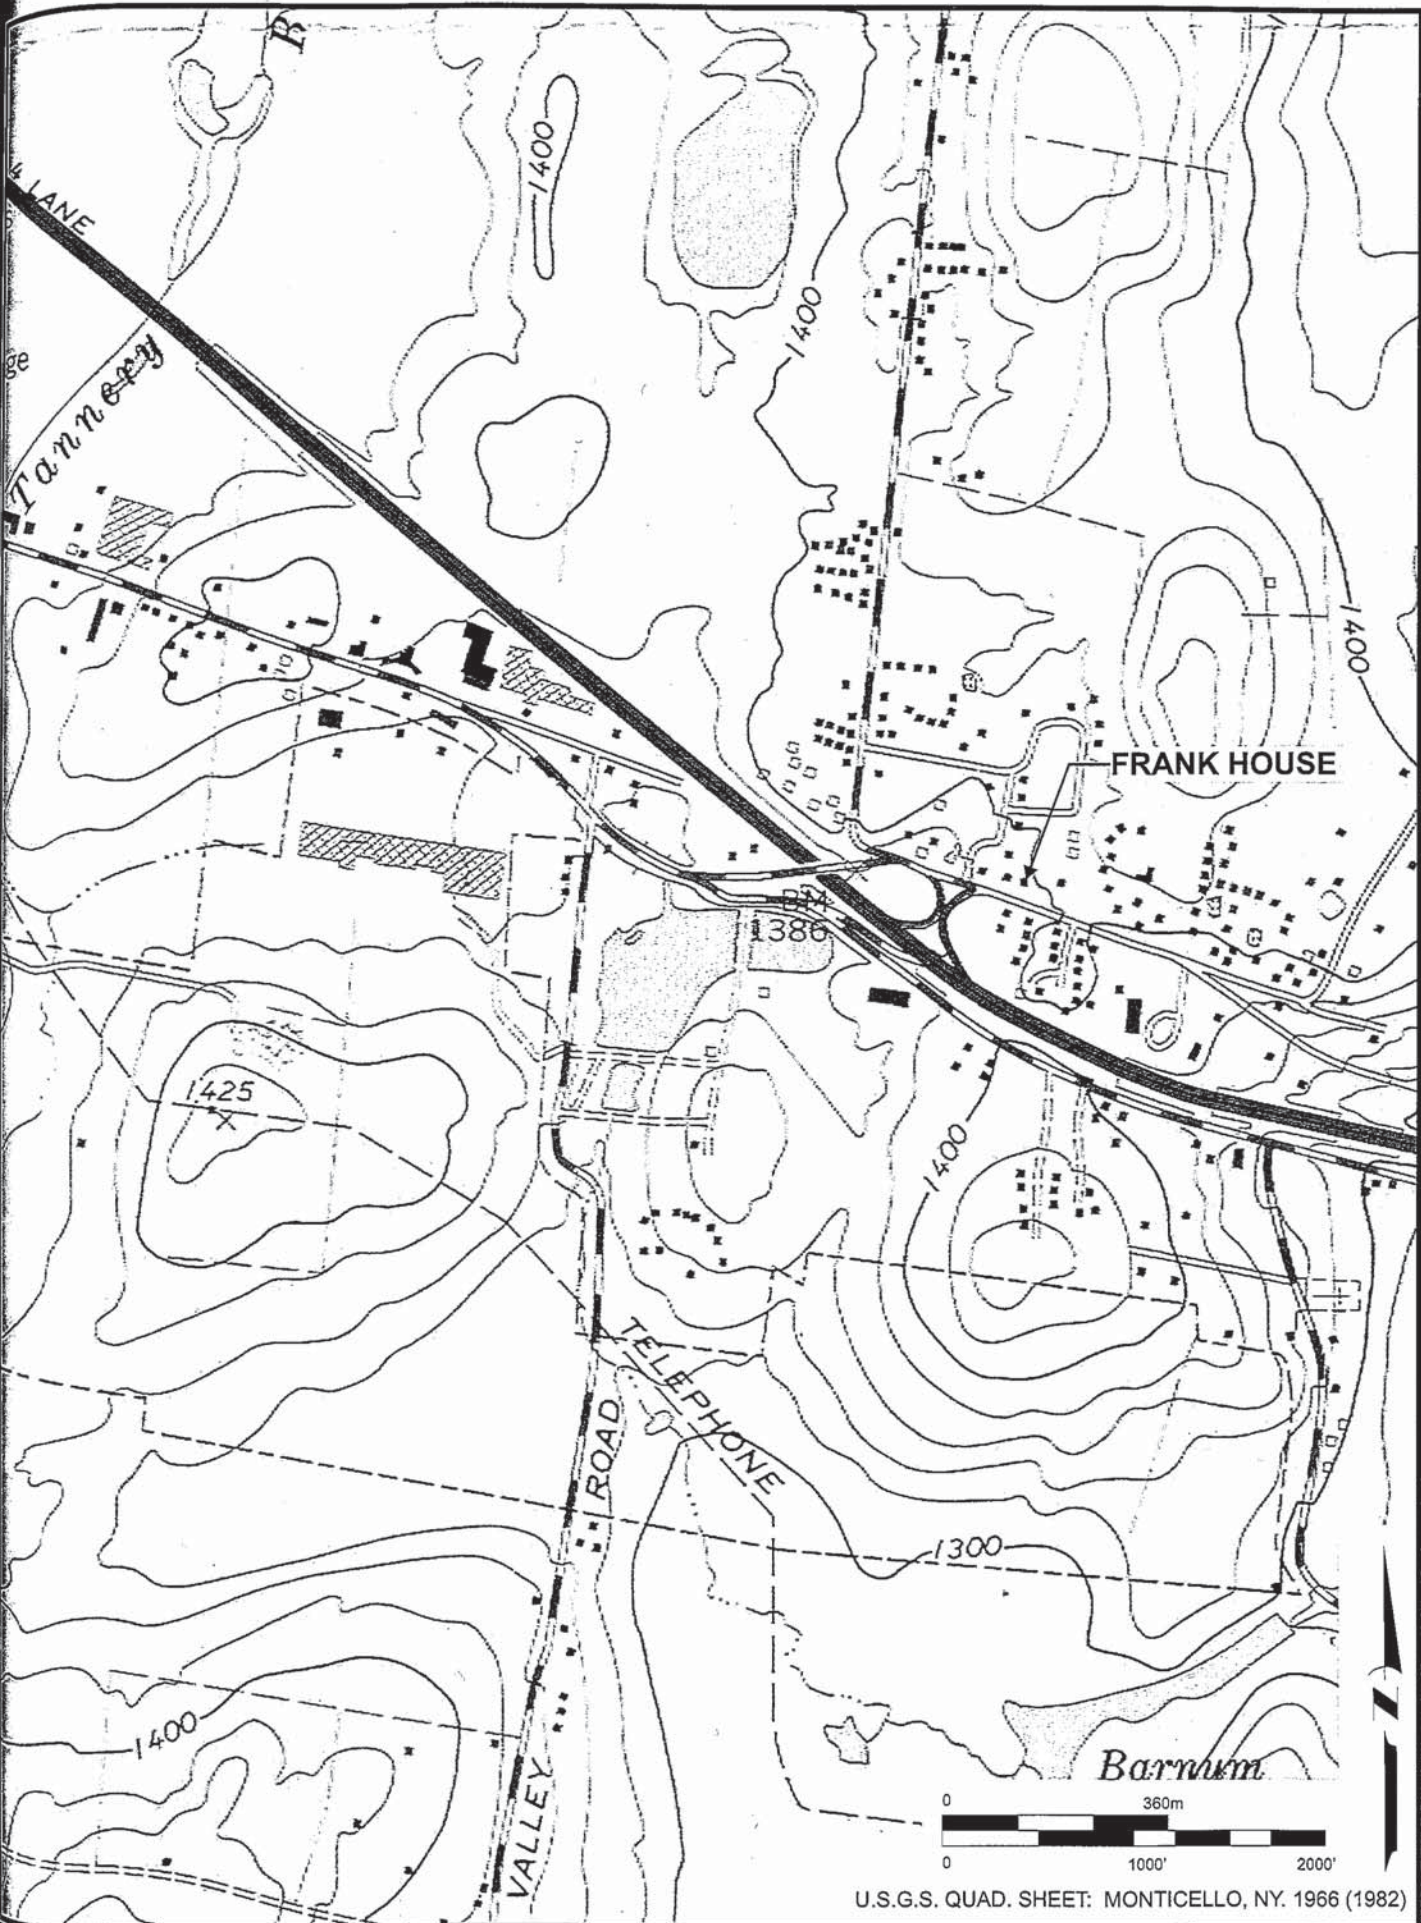 B
1400
4 LANE
1400
Tannery
ge
1400
FRANK HOUSE
BM
1386
1425
1400
TELEPHONE
ROAD
1300
1400
VALLEY
Barnum
0 360m
0 1000' 2000'
U.S.G.S. QUAD. SHEET: MONTICELLO, NY. 1966 (1982)